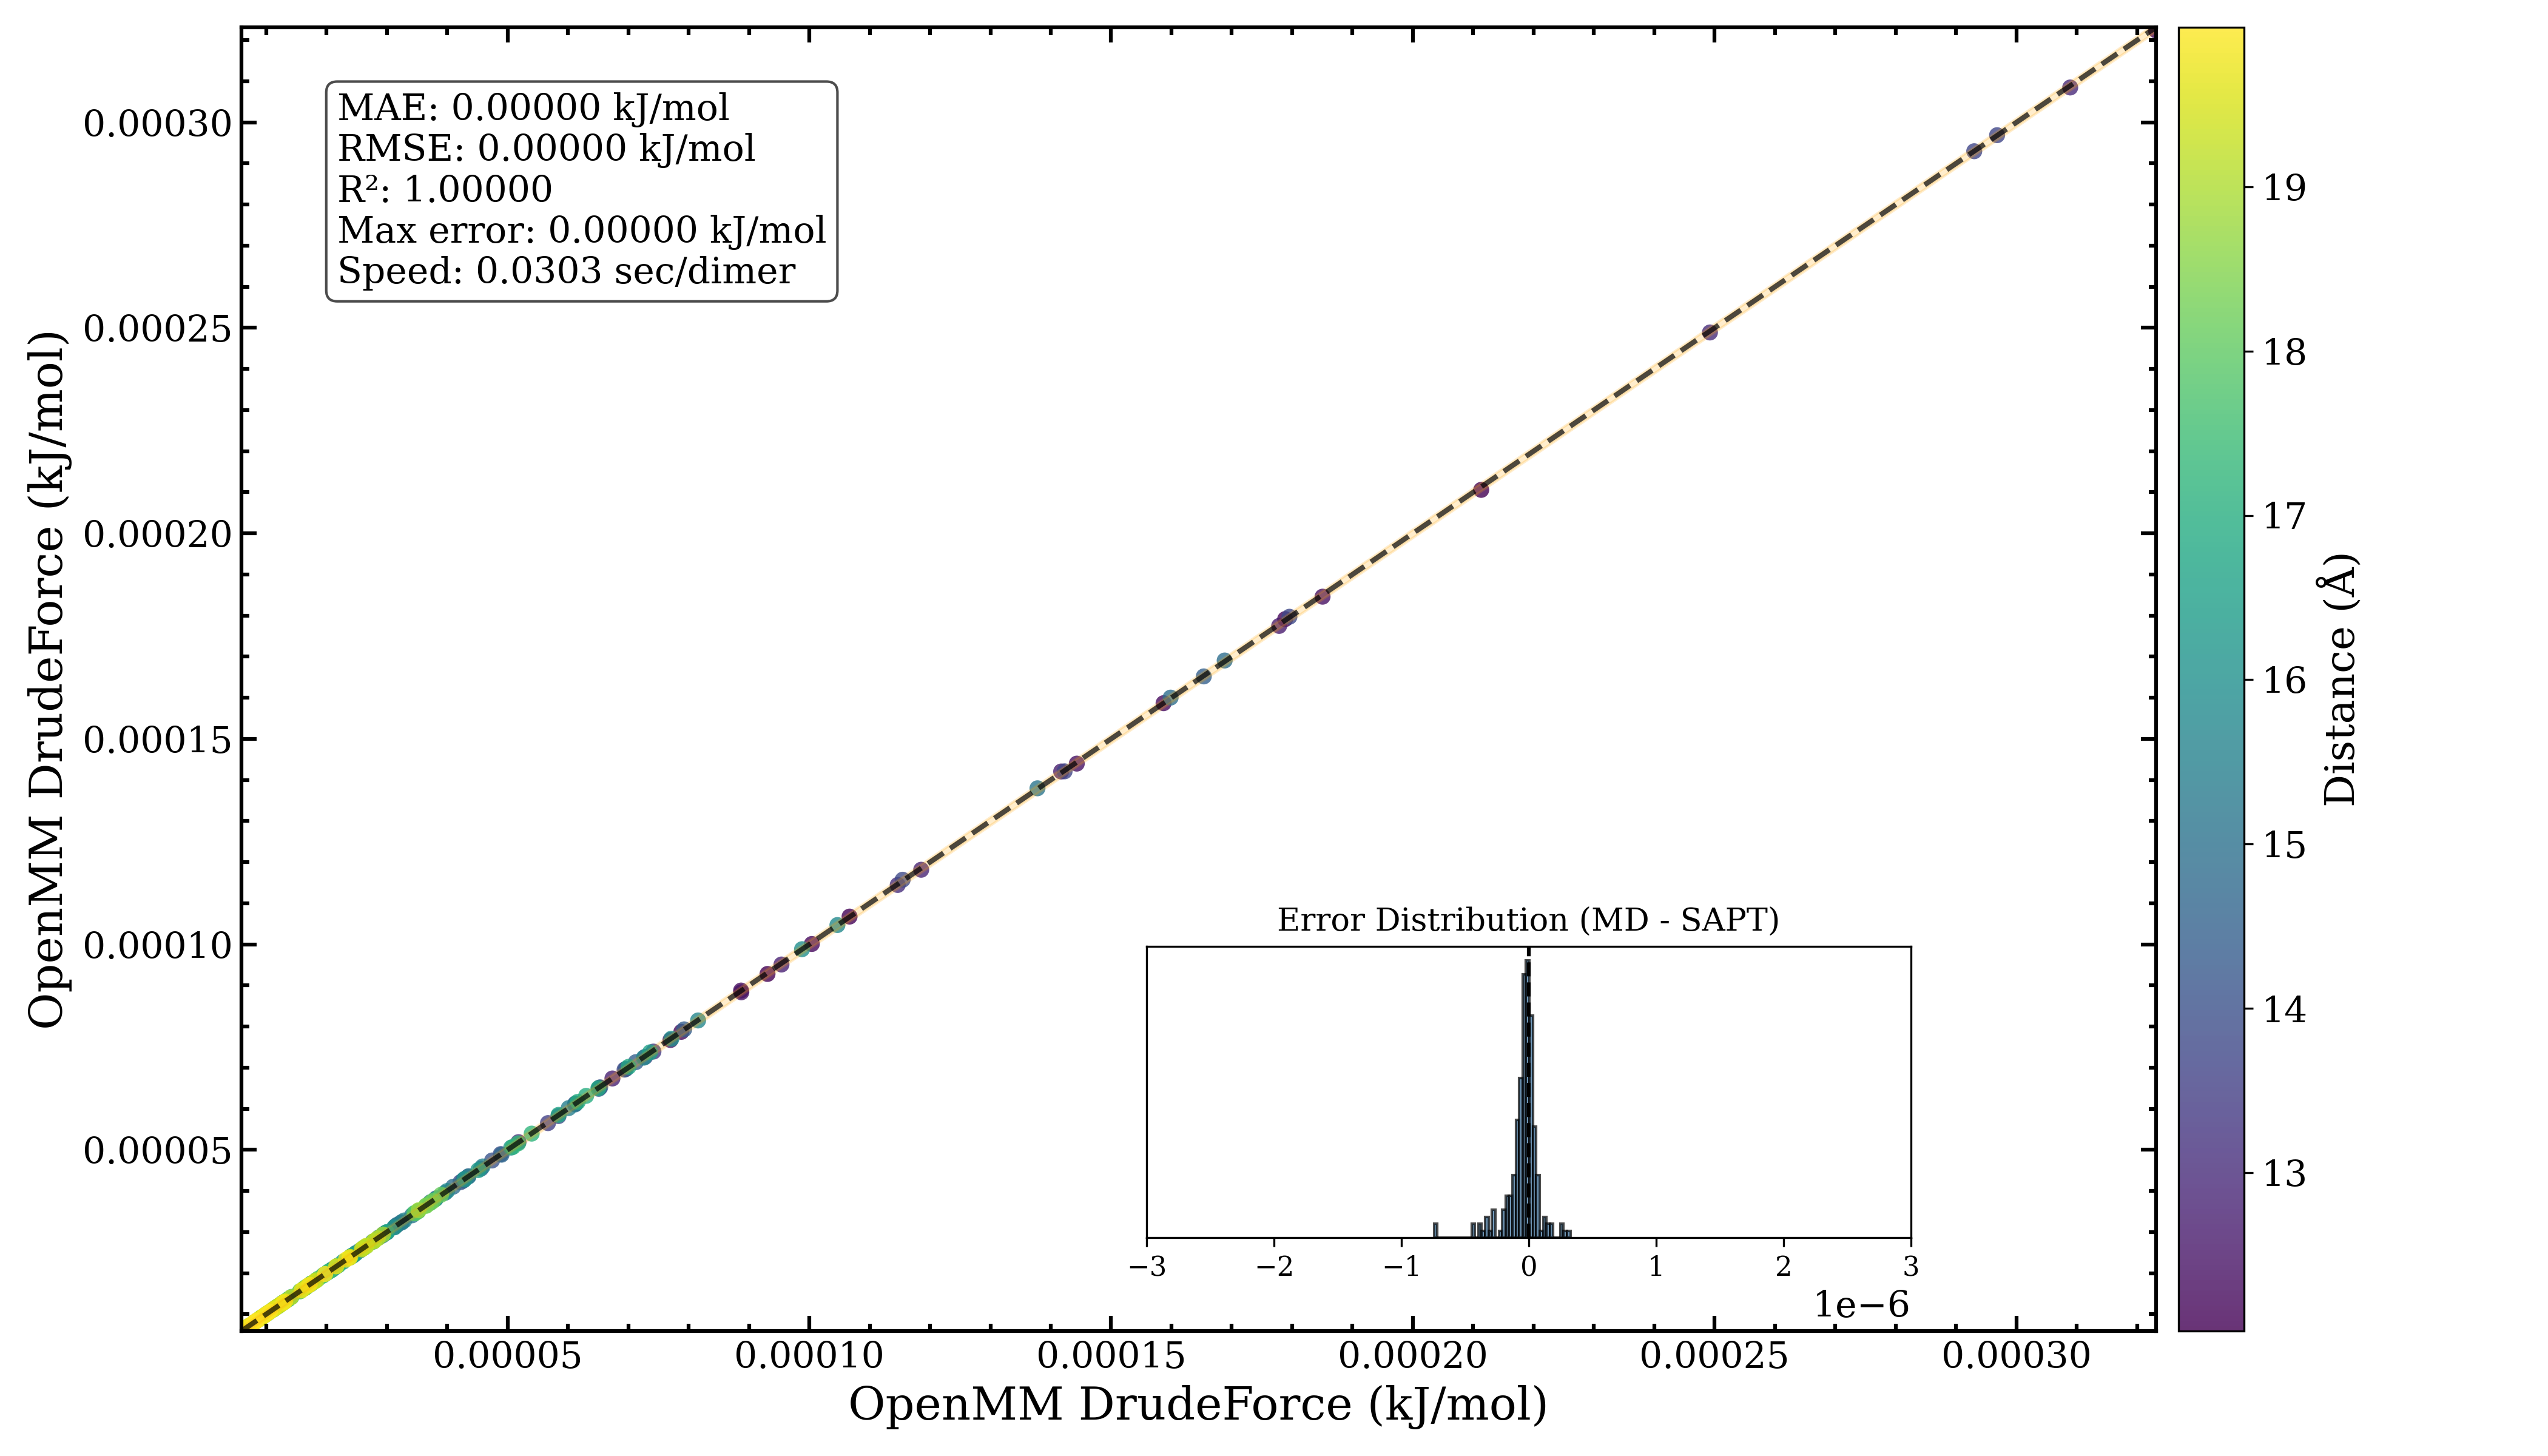 MAE: 0.00000 kJ/mol
RMSE: 0.00000 kJ/mol
R²: 1.00000
Max error: 0.00000 kJ/mol
Speed: 0.0303 sec/dimer
OpenMM DrudeForce (kJ/mol)
0.00030
0.00025
0.00020
0.00015
0.00010
0.00005
Error Distribution (MD - SAPT)
−3 −2 −1 0 1 2 3
1e−6
0.00005 0.00010 0.00015 0.00020 0.00025 0.00030
OpenMM DrudeForce (kJ/mol)
19
18
17
16
15
14
13
Distance (Å)